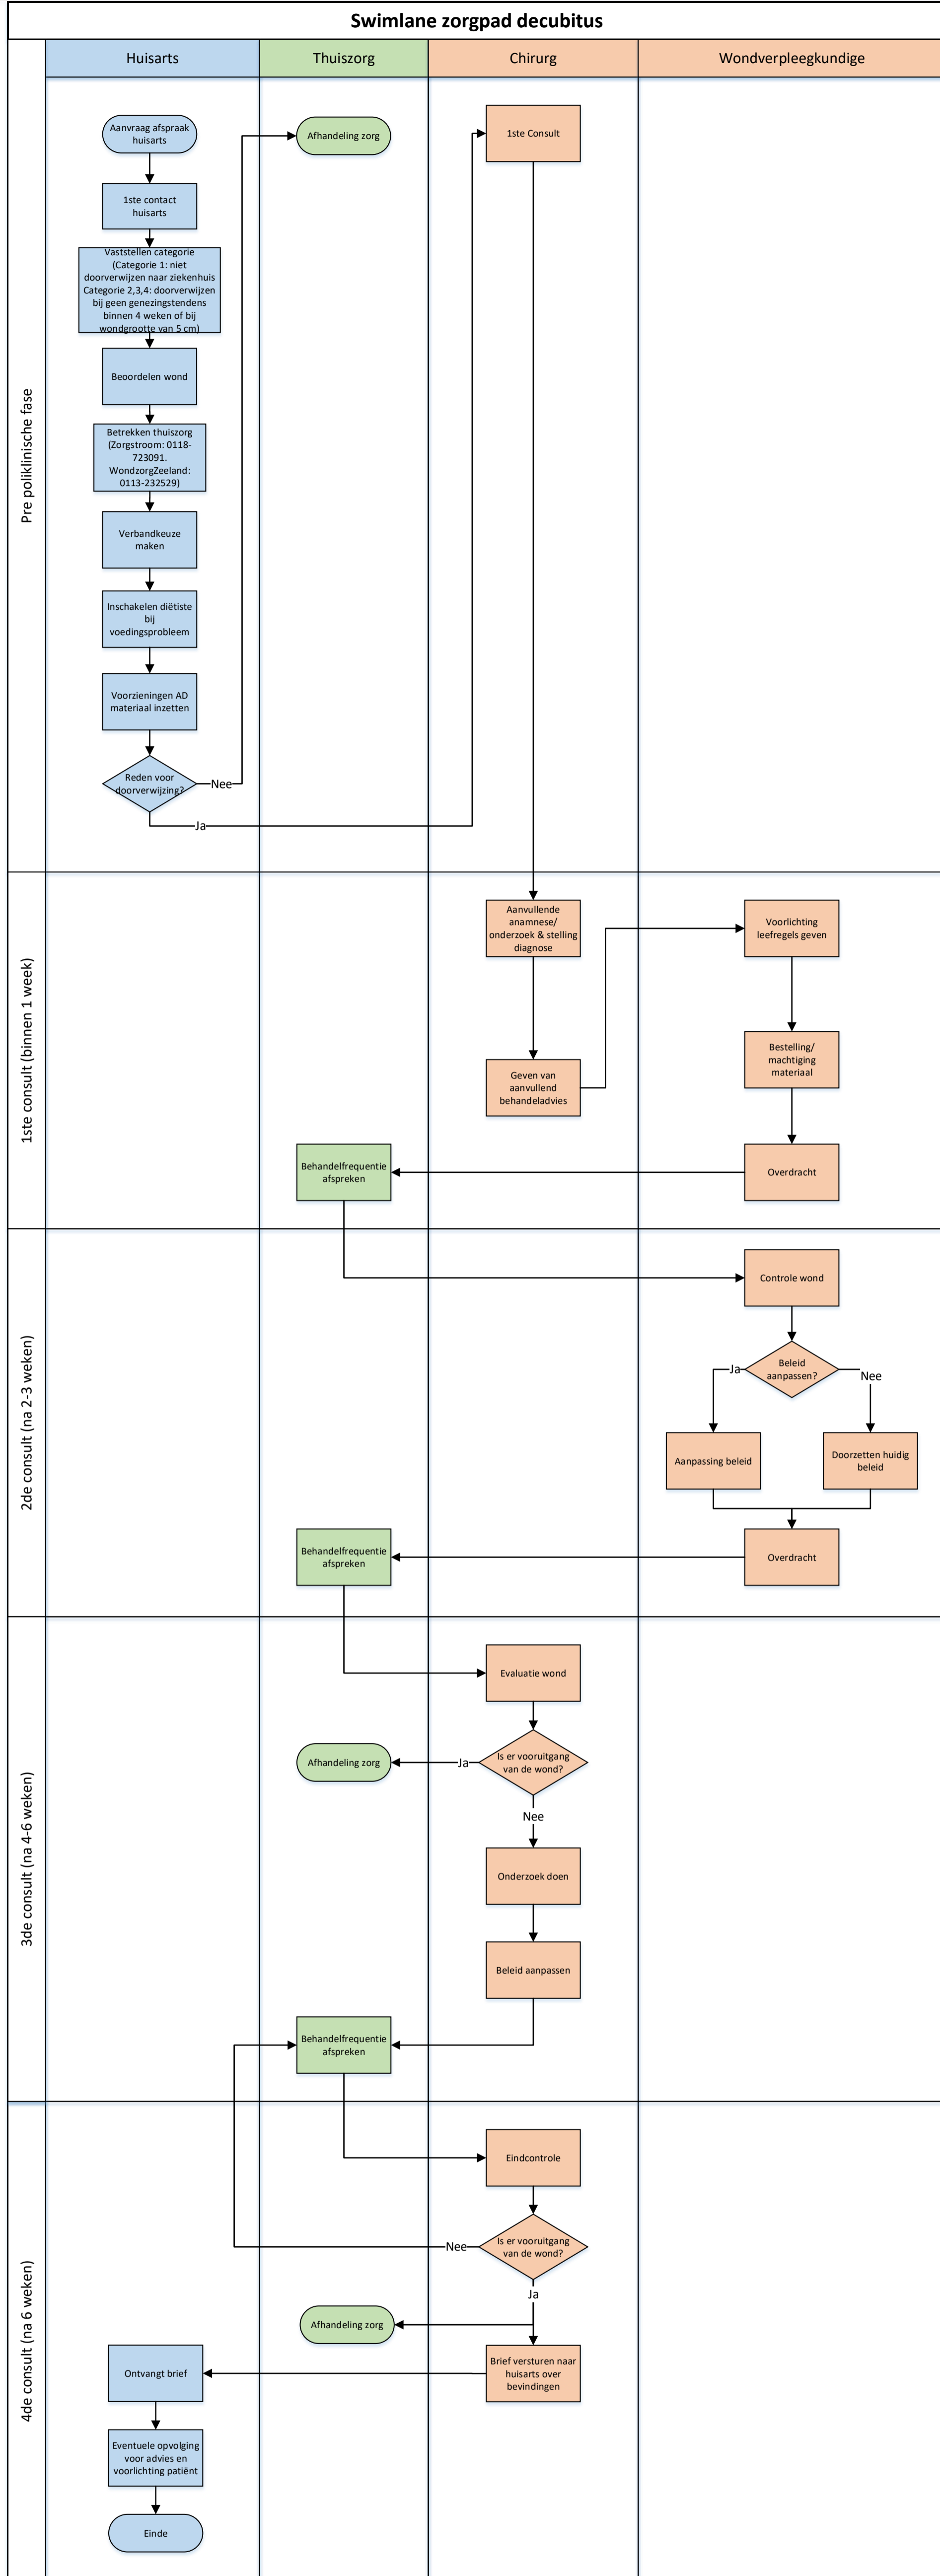 Swimlane zorgpad decubitus
Huisarts
Thuiszorg
Chirurg
Wondverpleegkundige
Pre poliklinische fase
Aanvraag afspraak
huisarts
Afhandeling zorg
1ste Consult
1ste contact
huisarts
Vaststellen categorie
(Categorie 1: niet
doorverwijzen naar ziekenhuis
Categorie 2,3,4: doorverwijzen
bij geen genezingstendens
binnen 4 weken of bij
wondgrootte van 5 cm)
Beoordelen wond
Betrekken thuiszorg
(Zorgstroom: 0118-
723091.
WondzorgZeeland:
0113-232529)
Verbandkeuze
maken
Inschakelen diëtiste
bij
voedingsprobleem
Voorzieningen AD
materiaal inzetten
Reden voor
doorverwijzing?
Nee
Ja
1ste consult (binnen 1 week)
Aanvullende
anamnese/
onderzoek & stelling
diagnose
Voorlichting
leefregels geven
Geven van
aanvullend
behandeladvies
Bestelling/
machtiging
materiaal
Behandelfrequentie
afspreken
Overdracht
2de consult (na 2-3 weken)
Controle wond
Beleid
aanpassen?
Ja
Nee
Aanpassing beleid
Doorzetten huidig
beleid
Behandelfrequentie
afspreken
Overdracht
3de consult (na 4-6 weken)
Evaluatie wond
Is er vooruitgang
van de wond?
Ja
Afhandeling zorg
Nee
Onderzoek doen
Beleid aanpassen
Behandelfrequentie
afspreken
4de consult (na 6 weken)
Eindcontrole
Is er vooruitgang
van de wond?
Nee
Ja
Afhandeling zorg
Brief versturen naar
huisarts over
bevindingen
Ontvangt brief
Eventuele opvolging
voor advies en
voorlichting patiënt
Einde